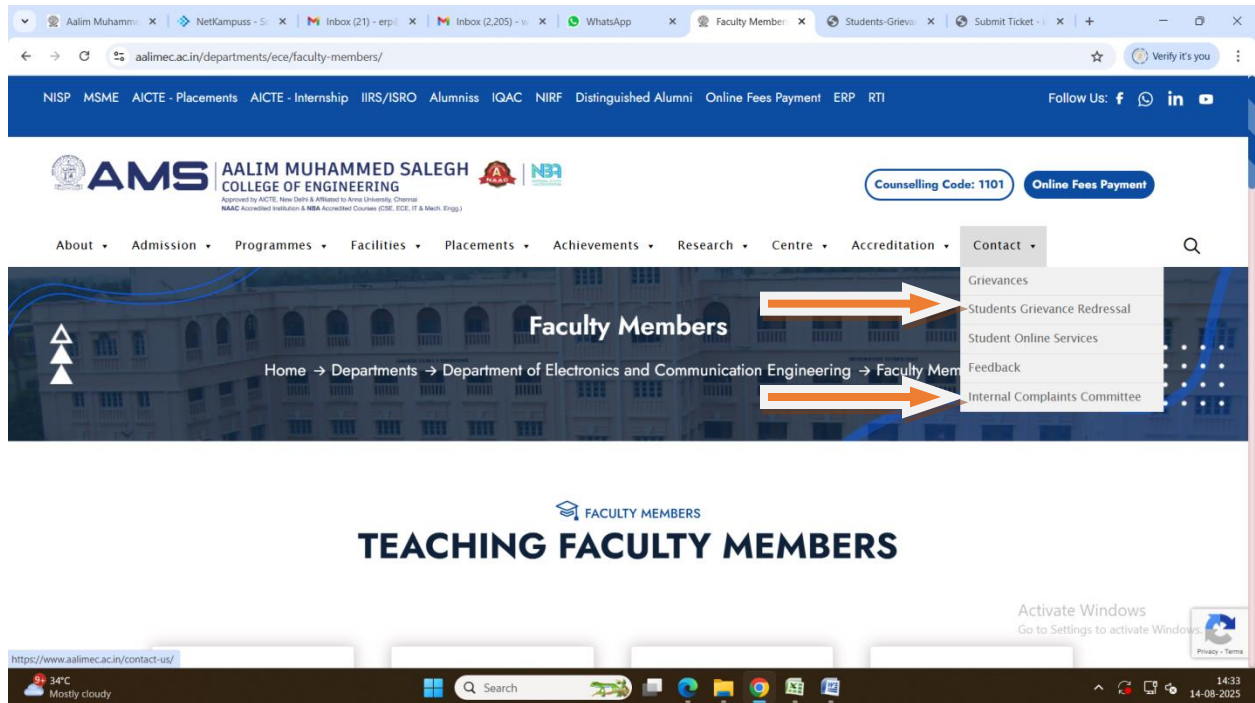 Aalim Muhamm
NetKampuss - S
Inbox (21) - erp
Inbox (2,205) - w
WhatsApp
Faculty Member
Students-Grieva
Submit Ticket -
aalimec.ac.in/departments/ece/faculty-members/
Verify it's you
NISP MSME AICTE - Placements AICTE - Internship IIRS/ISRO Alumniss IQAC NIRF Distinguished Alumni Online Fees Payment ERP RTI
Follow Us:
AMS
AALIM MUHAMMED SALEGH
COLLEGE OF ENGINEERING
Approved by AICTE, New Delhi & Affiliated to Anna University, Chennai
NAAC Accredited Institution & NBA Accredited Courses (CSE, ECE, IT & Mech. Engg.)
NAAC
NBA
Counselling Code: 1101
Online Fees Payment
About Admission Programmes Facilities Placements Achievements Research Centre Accreditation Contact
Grievances
Students Grievance Redressal
Student Online Services
Feedback
Internal Complaints Committee
Faculty Members
Home → Departments → Department of Electronics and Communication Engineering → Faculty Mem
FACULTY MEMBERS
TEACHING FACULTY MEMBERS
Activate Windows
Go to Settings to activate Windows.
Privacy - Terms
https://www.aalimec.ac.in/contact-us/
9+
34°C
Mostly cloudy
Search
14:33
14-08-2025